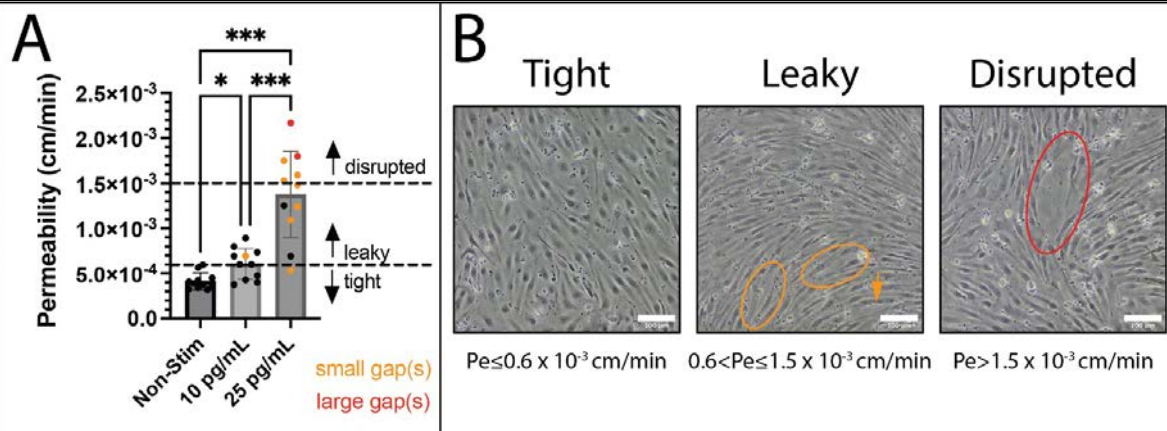 A
***
* ***
Permeability (cm/min)
2.5×10⁻³
2.0×10⁻³
1.5×10⁻³
1.0×10⁻³
5.0×10⁻⁴
0.0
disrupted
leaky
tight
Non-Stim
10 pg/mL
25 pg/mL
small gap(s)
large gap(s)
B
Tight Leaky Disrupted
Pe≤0.6 x 10⁻³ cm/min 0.6<Pe≤1.5 x 10⁻³ cm/min Pe>1.5 x 10⁻³ cm/min